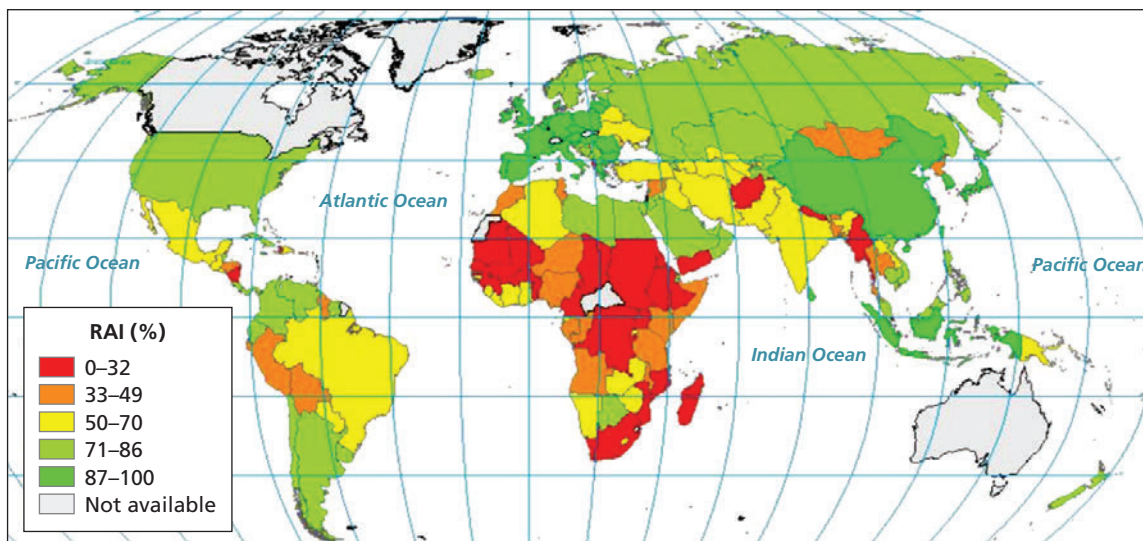 Atlantic Ocean
Pacific Ocean
Pacific Ocean
Indian Ocean
RAI (%)
0–32
33–49
50–70
71–86
87–100
Not available